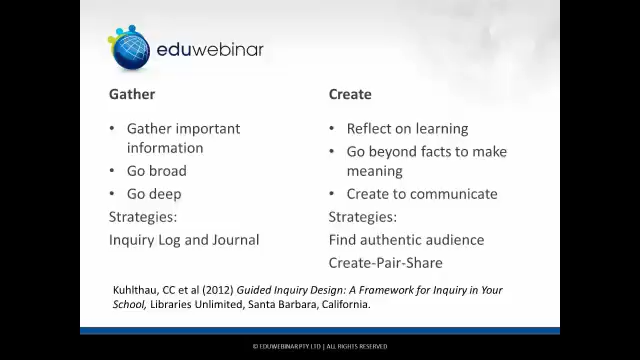 eduwebinar
Gather
• Gather important
information
• Go broad
• Go deep
Strategies:
Inquiry Log and Journal
Create
• Reflect on learning
• Go beyond facts to make
meaning
• Create to communicate
Strategies:
Find authentic audience
Create-Pair-Share
Kuhlthau, CC et al (2012) Guided Inquiry Design: A Framework for Inquiry in Your
School, Libraries Unlimited, Santa Barbara, California.
© EDUWEBINAR PTY LTD | ALL RIGHTS RESERVED